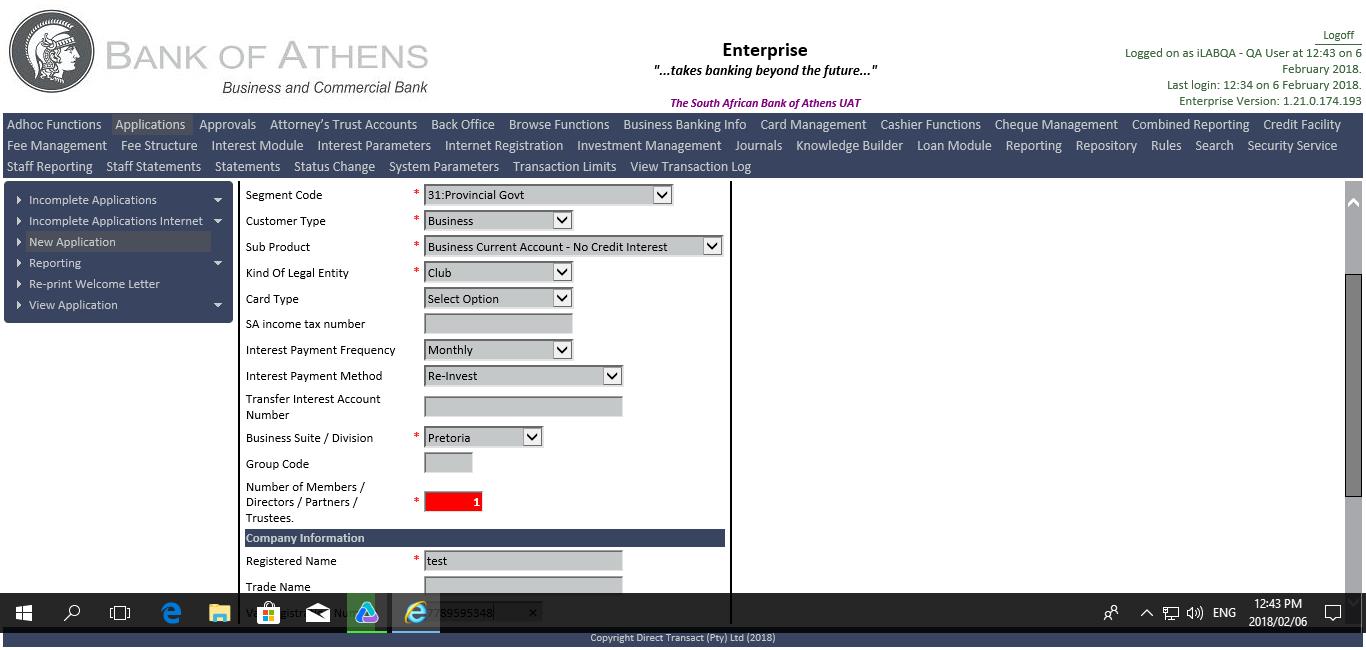 BANK OF ATHENS
Business and Commercial Bank
Enterprise
"...takes banking beyond the future..."
The South African Bank of Athens UAT
Logoff
Logged on as iLABQA - QA User at 12:43 on 6
February 2018.
Last login: 12:34 on 6 February 2018.
Enterprise Version: 1.21.0.174.193
Adhoc Functions Applications Approvals Attorney's Trust Accounts Back Office Browse Functions Business Banking Info Card Management Cashier Functions Cheque Management Combined Reporting Credit Facility
Fee Management Fee Structure Interest Module Interest Parameters Internet Registration Investment Management Journals Knowledge Builder Loan Module Reporting Repository Rules Search Security Service
Staff Reporting Staff Statements Statements Status Change System Parameters Transaction Limits View Transaction Log
Incomplete Applications
Incomplete Applications Internet
New Application
Reporting
Re-print Welcome Letter
View Application
Segment Code * 31:Provincial Govt
Customer Type * Business
Sub Product * Business Current Account - No Credit Interest
Kind Of Legal Entity * Club
Card Type Select Option
SA income tax number
Interest Payment Frequency Monthly
Interest Payment Method Re-Invest
Transfer Interest Account
Number
Business Suite / Division * Pretoria
Group Code
Number of Members /
Directors / Partners /
Trustees. * 1
Company Information
Registered Name * test
Trade Name
ENG
12:43 PM
2018/02/06
Copyright Direct Transact (Pty) Ltd (2018)